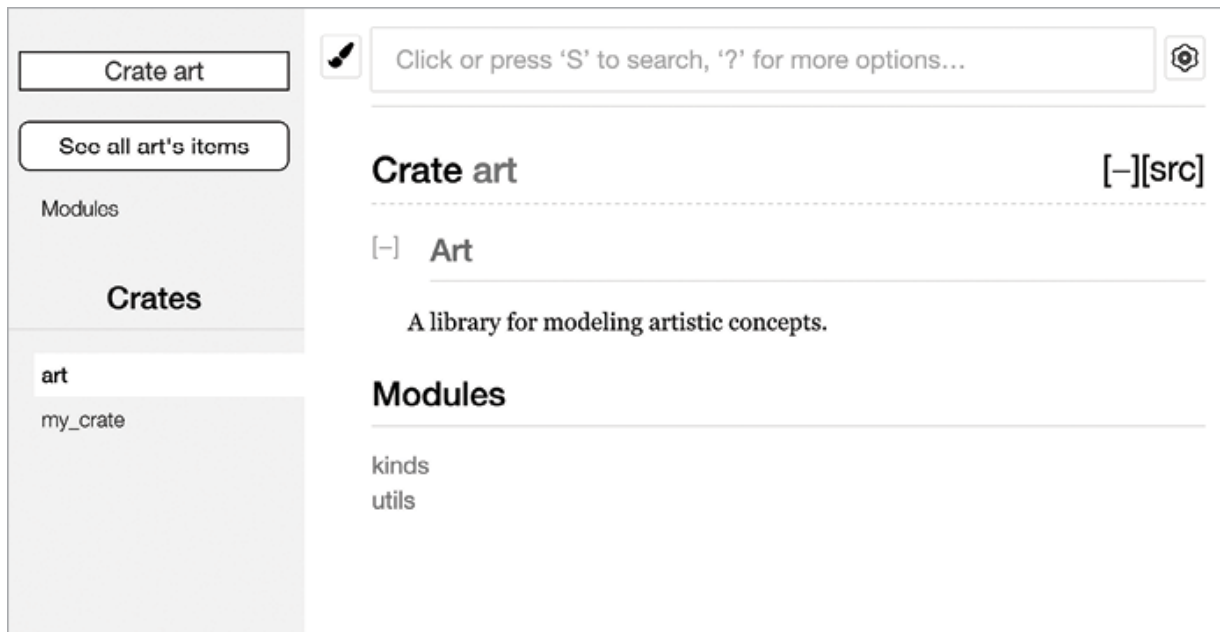 Crate art
See all art's items
Modules
Crates
art
my_crate
Click or press ‘S’ to search, ‘?’ for more options…
Crate art [–][src]
[–] Art
A library for modeling artistic concepts.
Modules
kinds
utils